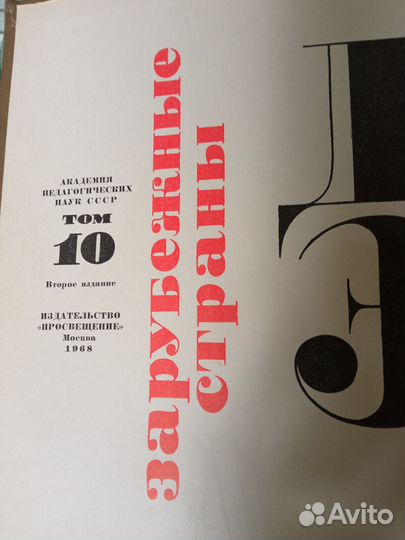 АКАДЕМИЯ
ПЕДАГОГИЧЕСКИХ
НАУК СССР
ТОМ
10
Второе издание
ИЗДАТЕЛЬСТВО
«ПРОСВЕЩЕНИЕ»
Москва
1968
ЗАРУБЕЖНЫЕ
СТРАНЫ
Avito